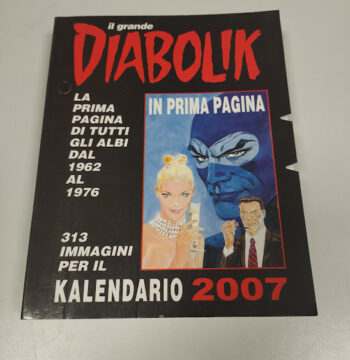 il grande
DIABOLIK
LA
PRIMA
PAGINA
DI TUTTI
GLI ALBI
DAL
1962
AL
1976
IN PRIMA PAGINA
313
IMMAGINI
PER IL
KALENDARIO 2007